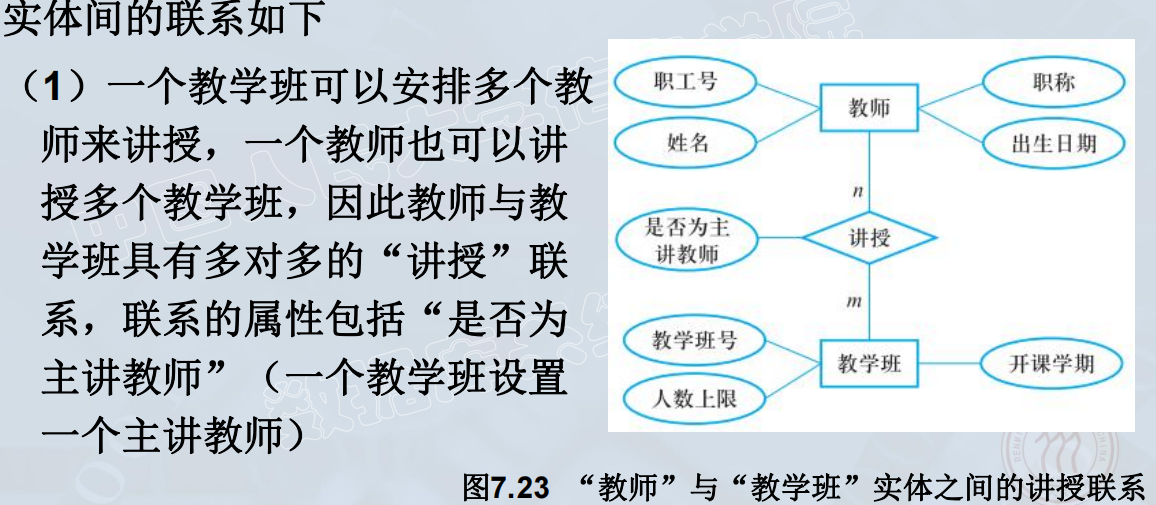 实体间的联系如下
（1）一个教学班可以安排多个教
师来讲授，一个教师也可以讲
授多个教学班，因此教师与教
学班具有多对多的“讲授”联
系，联系的属性包括“是否为
主讲教师”（一个教学班设置
一个主讲教师）
职工号
教师
职称
姓名
出生日期
n
是否为主
讲教师
讲授
m
教学班号
教学班
开课学期
人数上限
图7.23 “教师”与“教学班”实体之间的讲授联系